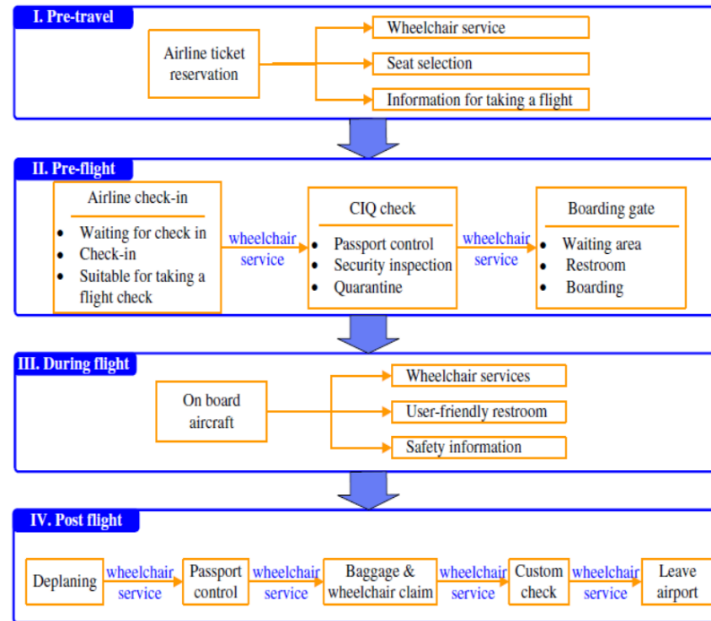 I. Pre-travel
Airline ticket
reservation
Wheelchair service
Seat selection
Information for taking a flight
II. Pre-flight
Airline check-in
• Waiting for check in
• Check-in
• Suitable for taking a
flight check
wheelchair
service
CIQ check
• Passport control
• Security inspection
• Quarantine
wheelchair
service
Boarding gate
• Waiting area
• Restroom
• Boarding
III. During flight
On board
aircraft
Wheelchair services
User-friendly restroom
Safety information
IV. Post flight
Deplaning
wheelchair
service
Passport
control
wheelchair
service
Baggage &
wheelchair claim
wheelchair
service
Custom
check
wheelchair
service
Leave
airport